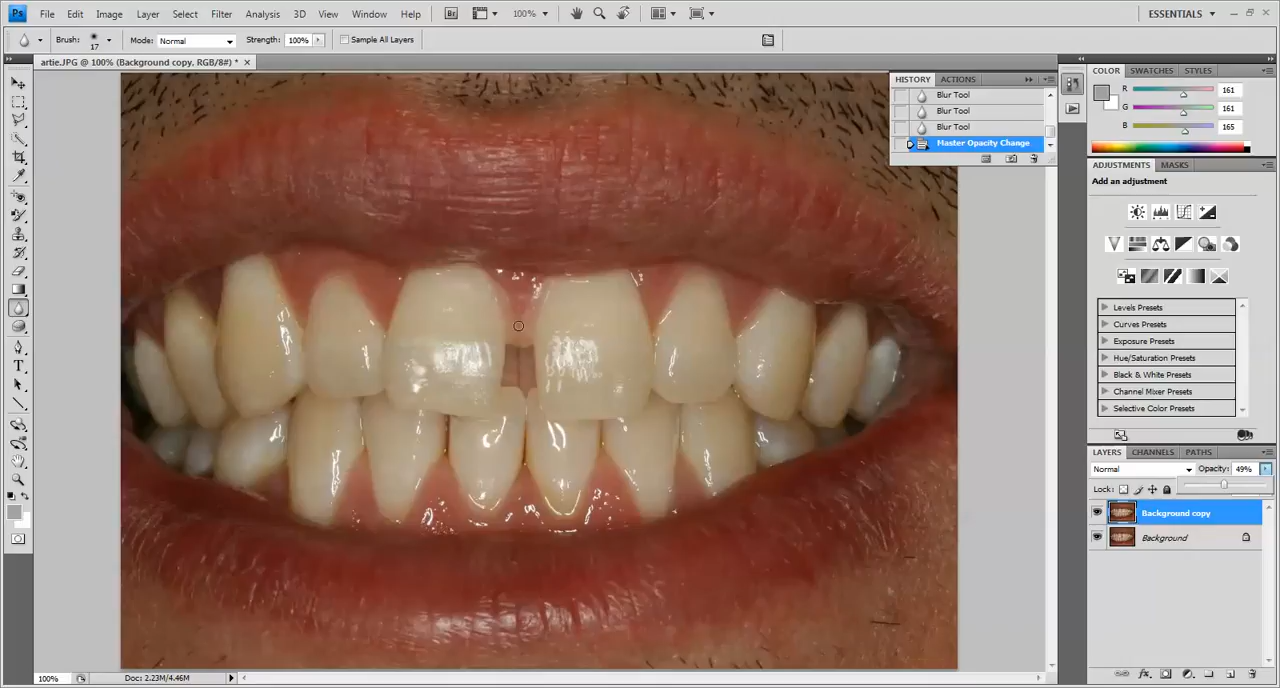 Ps File Edit Image Layer Select Filter Analysis 3D View Window Help Br 100% ESSENTIALS
Brush: 17 Mode: Normal Strength: 100% Sample All Layers
artie.JPG @ 100% (Background copy, RGB/8#) *
HISTORY ACTIONS
Blur Tool
Blur Tool
Blur Tool
Master Opacity Change
COLOR SWATCHES STYLES
R 161
G 161
B 165
ADJUSTMENTS MASKS
Add an adjustment
Levels Presets
Curves Presets
Exposure Presets
Hue/Saturation Presets
Black & White Presets
Channel Mixer Presets
Selective Color Presets
LAYERS CHANNELS PATHS
Normal Opacity: 49%
Lock:
Background copy
Background
100% Doc: 2.23M/4.46M